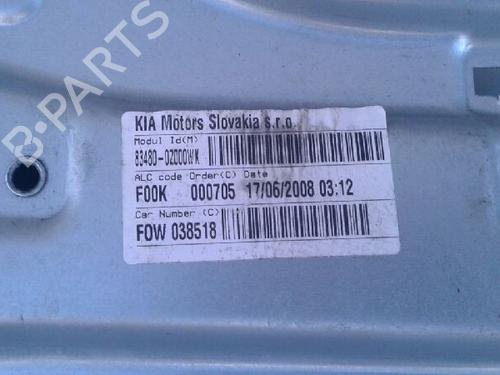 B-PARTS
KIA Motors Slovakia s.r.o.
Modul Id(M)
83480-0Z000WK
ALC code Order(C) Date
F00K 000705 17/06/2008 03:12
Car Number (C)
FOW 038518